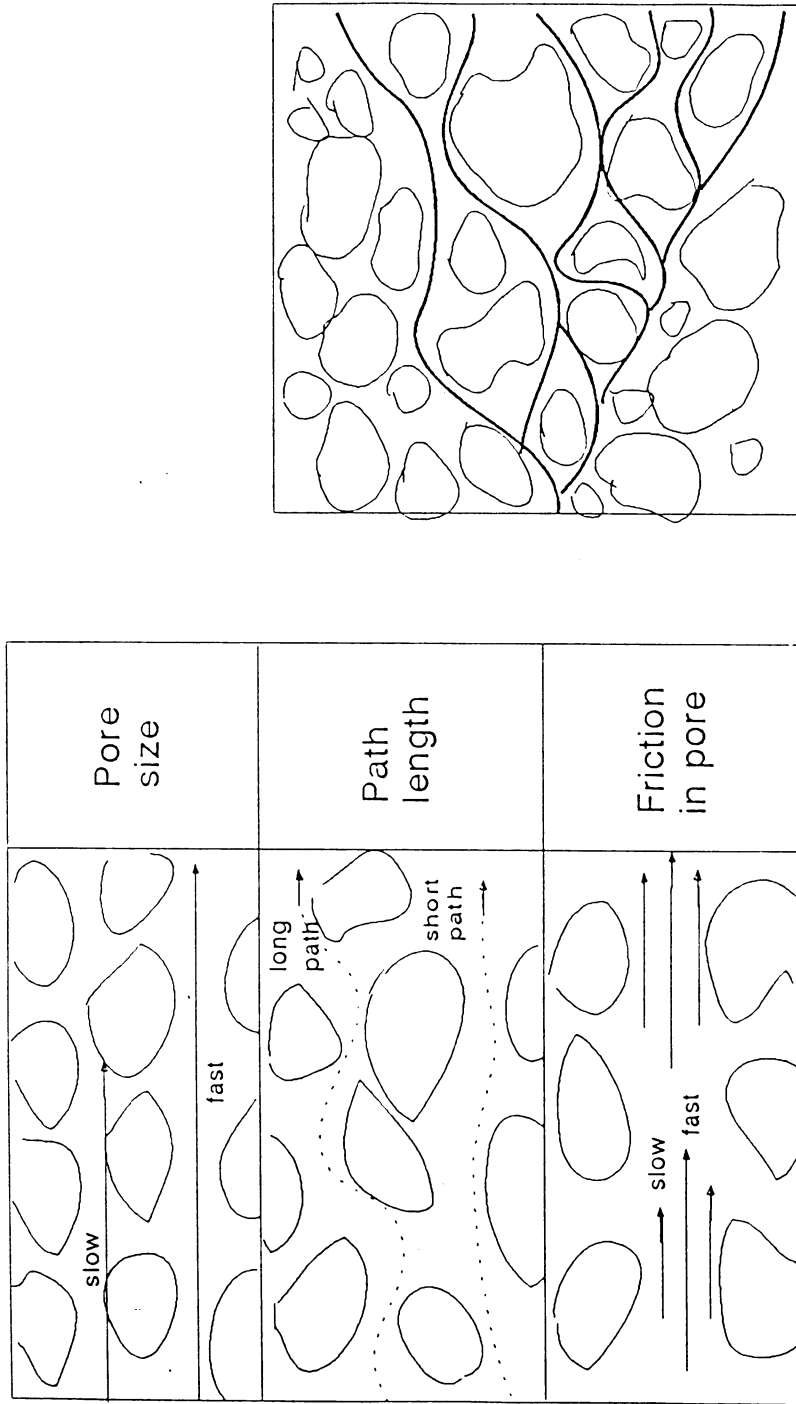 Pore
size
slow
fast
Path
length
long
path
short
path
Friction
in pore
slow
fast